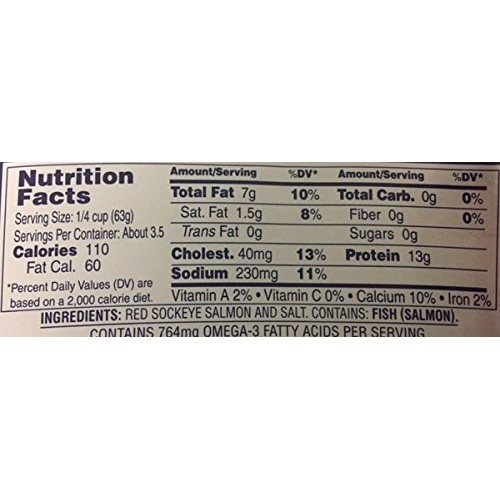 Nutrition
Facts
Serving Size: 1/4 cup (63g)
Servings Per Container: About 3.5
Calories 110
Fat Cal. 60
*Percent Daily Values (DV) are
based on a 2,000 calorie diet.
Amount/Serving %DV* Amount/Serving %DV*
Total Fat 7g 10% Total Carb. 0g 0%
Sat. Fat 1.5g 8% Fiber 0g 0%
Trans Fat 0g Sugars 0g
Cholest. 40mg 13% Protein 13g
Sodium 230mg 11%
Vitamin A 2% • Vitamin C 0% • Calcium 10% • Iron 2%
INGREDIENTS: RED SOCKEYE SALMON AND SALT. CONTAINS: FISH (SALMON).
CONTAINS 764mg OMEGA-3 FATTY ACIDS PER SERVING